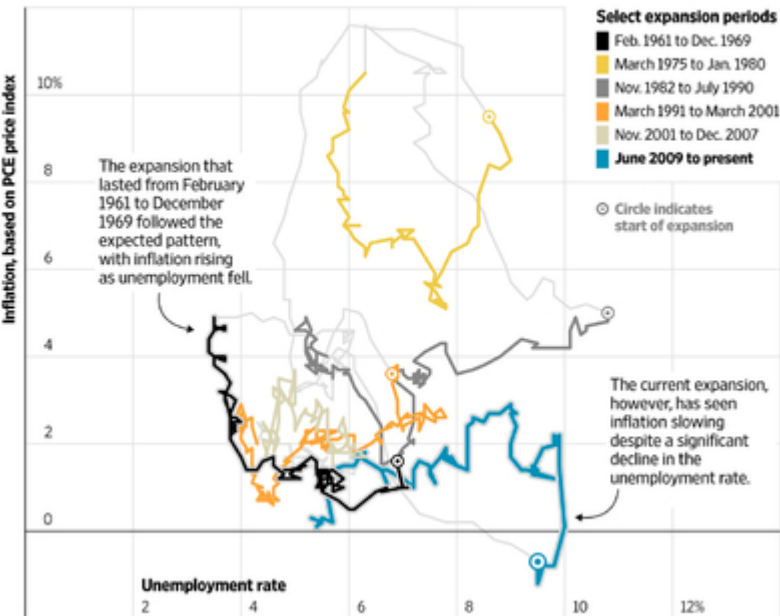 Select expansion periods
Feb. 1961 to Dec. 1969
March 1975 to Jan. 1980
Nov. 1982 to July 1990
March 1991 to March 2001
Nov. 2001 to Dec. 2007
June 2009 to present
Circle indicates
start of expansion
Inflation, based on PCE price index
10%
8
6
4
2
0
The expansion that
lasted from February
1961 to December
1969 followed the
expected pattern,
with inflation rising
as unemployment fell.
The current expansion,
however, has seen
inflation slowing
despite a significant
decline in the
unemployment rate.
Unemployment rate
2
4
6
8
10
12%